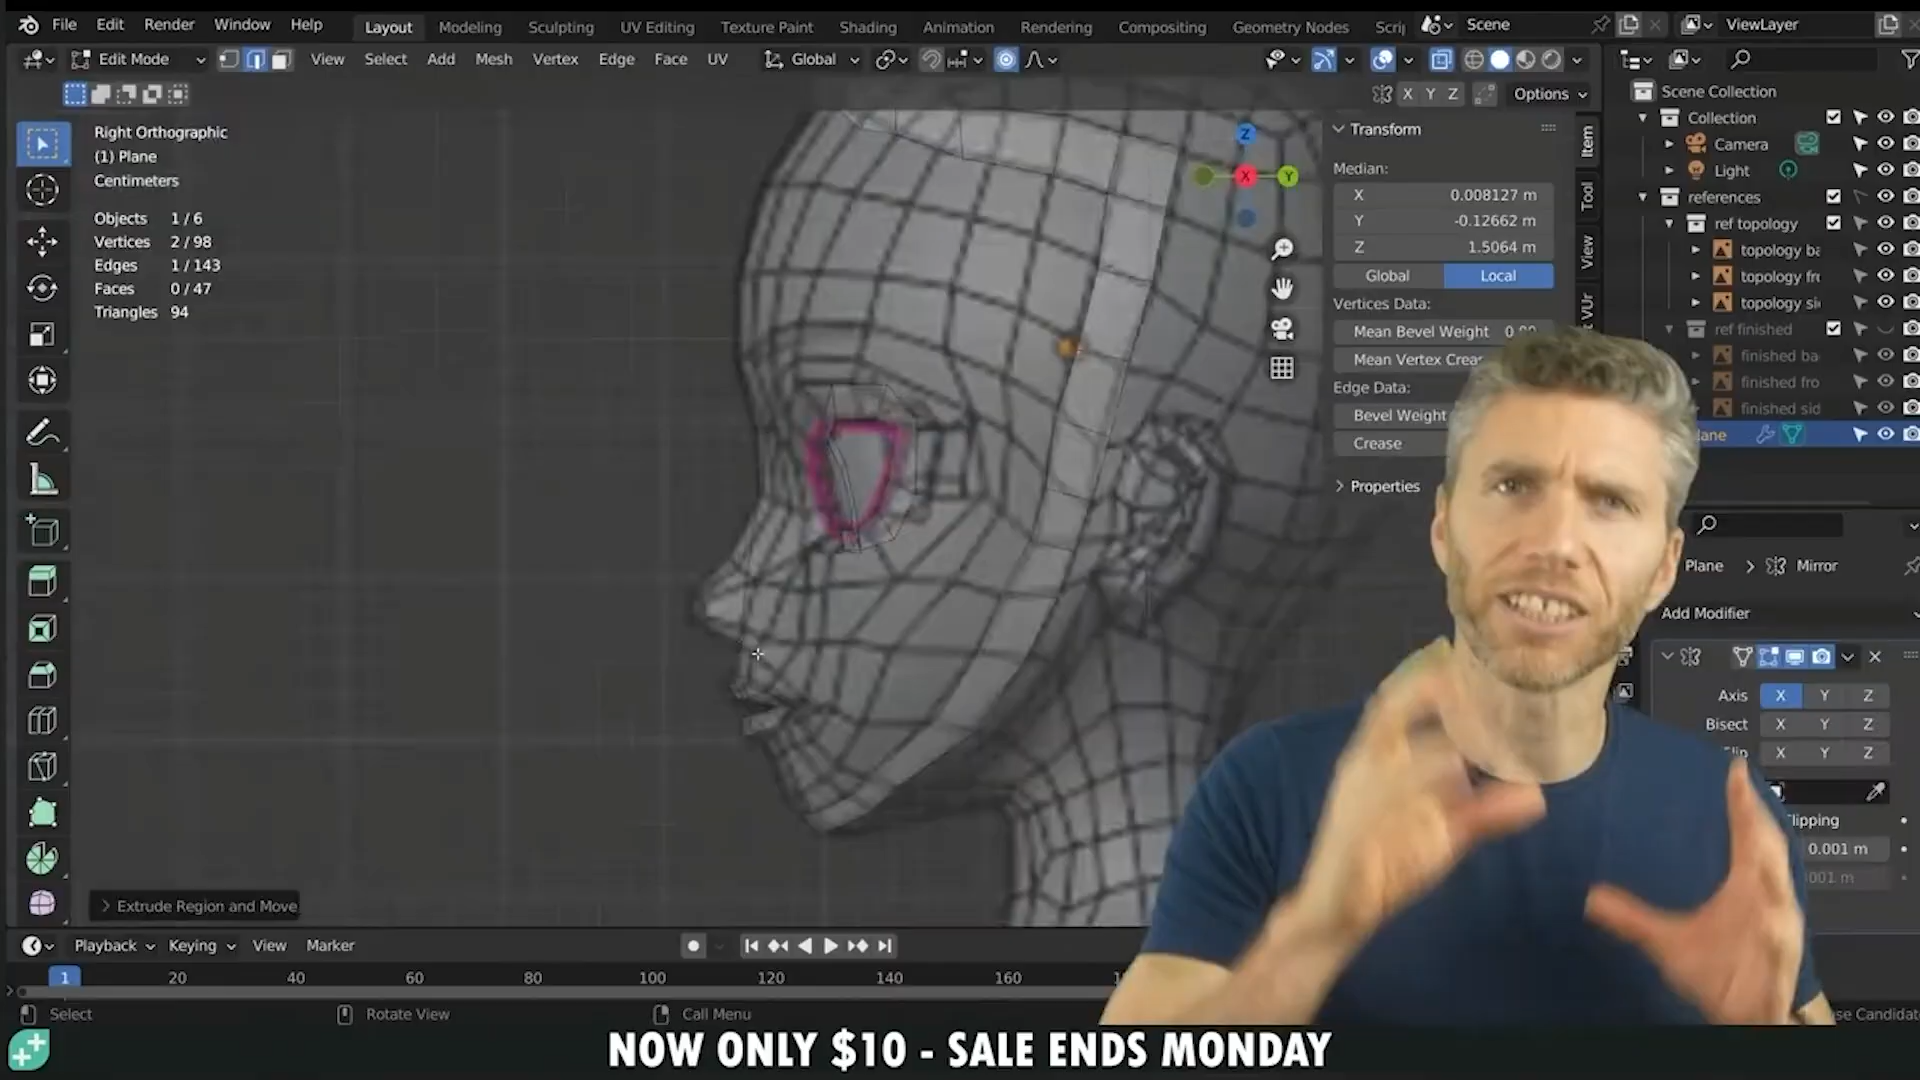 File Edit Render Window Help Layout Modeling Sculpting UV Editing Texture Paint Shading Animation Rendering Compositing Geometry Nodes Scene ViewLayer
Edit Mode View Select Add Mesh Vertex Edge Face UV Global
X Y Z Options
Right Orthographic
(1) Plane
Centimeters
Objects 1 / 6
Vertices 2 / 98
Edges 1 / 143
Faces 0 / 47
Triangles 94
Z
X
Y
Transform
Median:
X 0.008127 m
Y -0.12662 m
Z 1.5064 m
Global Local
Vertices Data:
Mean Bevel Weight
Mean Vertex
Edge Data:
Bevel Weight
Crease
Properties
Item
Tool
View
Scene Collection
Collection
Camera
Light
references
ref topology
topology
topology
topology
ref finished
finished
finished
finished
Plane > Mirror
Add Modifier
Axis X Y Z
Bisect X Y Z
X Y Z
0.001 m
Extrude Region and Move
Playback Keying View Marker
1 20 40 60 80 100 120 140 160
Select Rotate View Call Menu
NOW ONLY $10 - SALE ENDS MONDAY